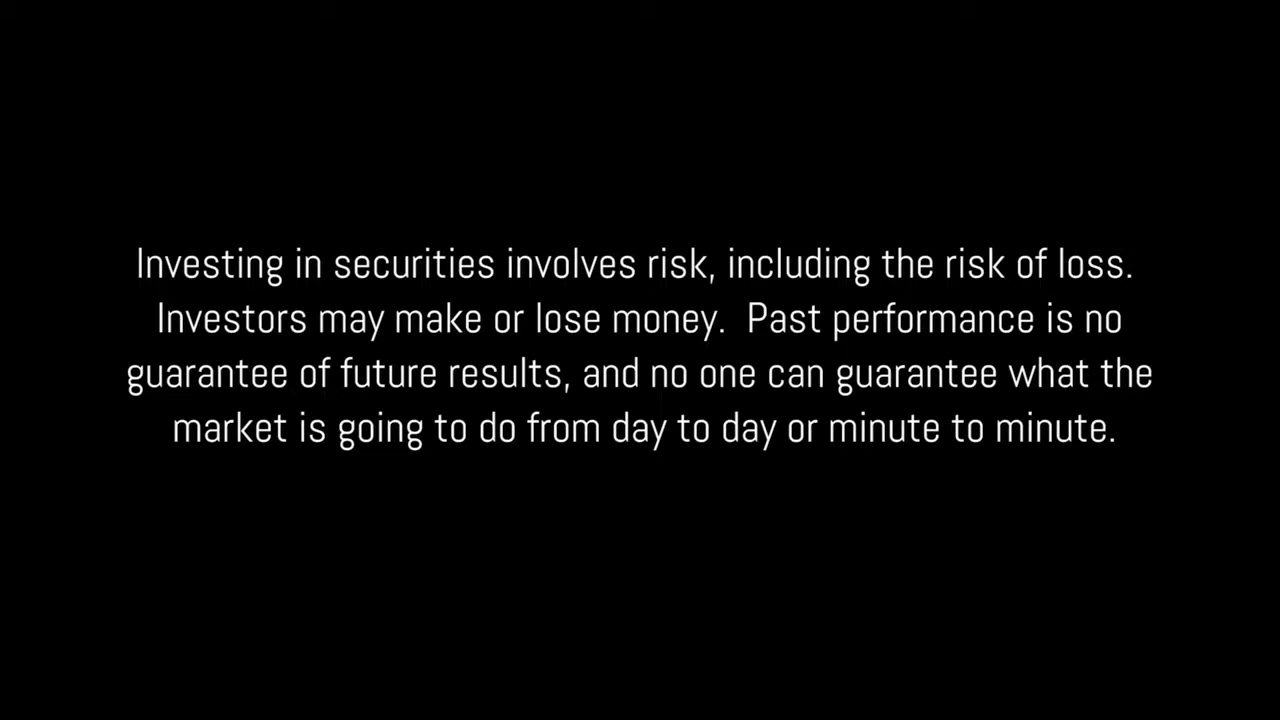 Investing in securities involves risk, including the risk of loss.
Investors may make or lose money.  Past performance is no
guarantee of future results, and no one can guarantee what the
market is going to do from day to day or minute to minute.